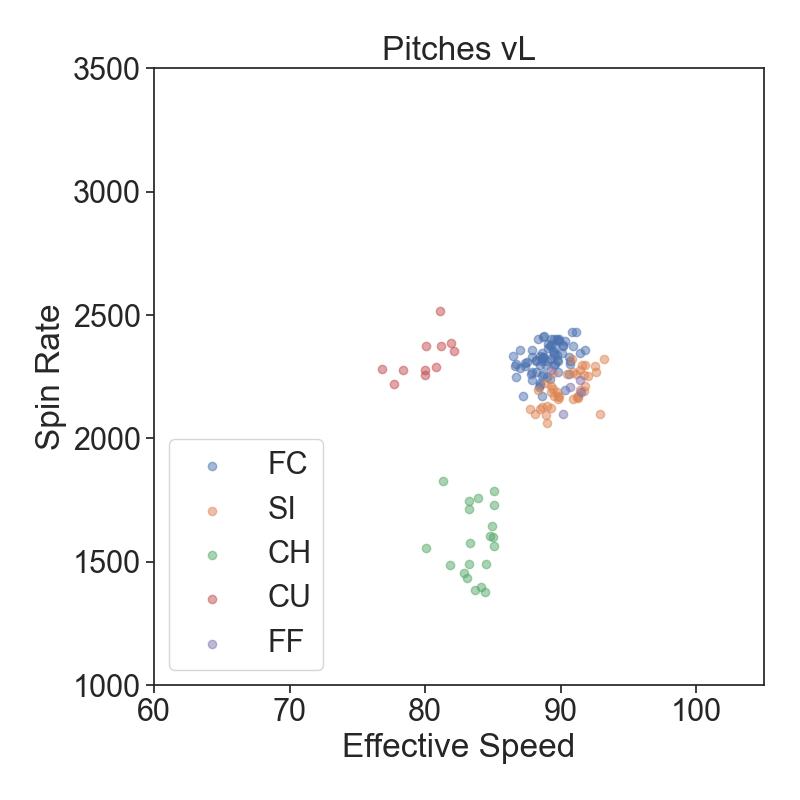 Pitches vL
3500
3000
2500
2000
1500
1000
Spin Rate
FC
SI
CH
CU
FF
60 70 80 90 100
Effective Speed